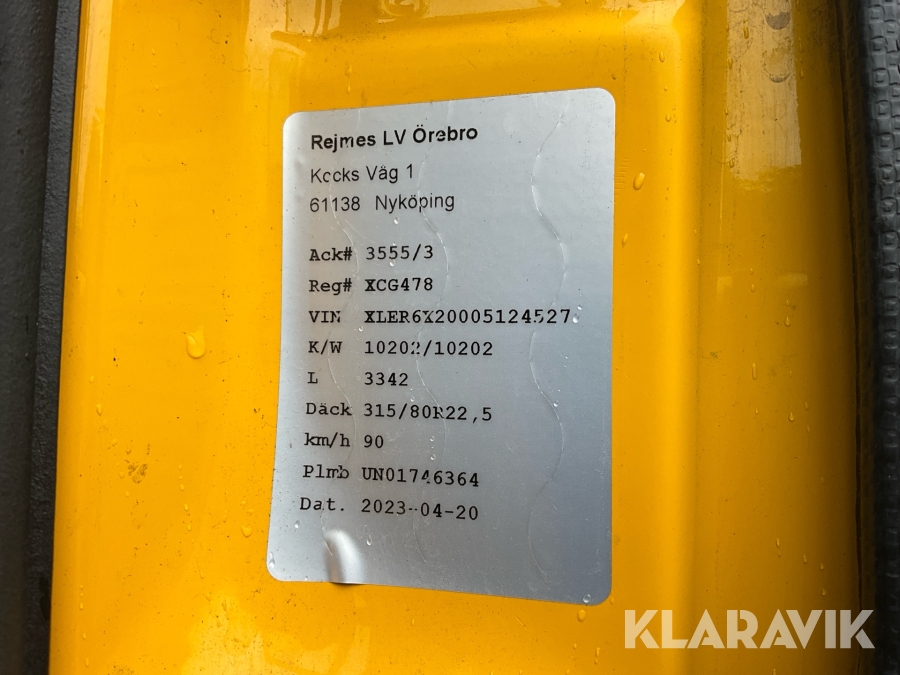 Rejmes LV Örebro
Kocks Väg 1
61138 Nyköping
Ack# 3555/3
Reg# XCG478
VIN XLER6X20005124527
K/W 10202/10202
L 3342
Däck 315/80R22,5
km/h 90
Plmb UN01746364
Dat. 2023-04-20
KLARAVIK